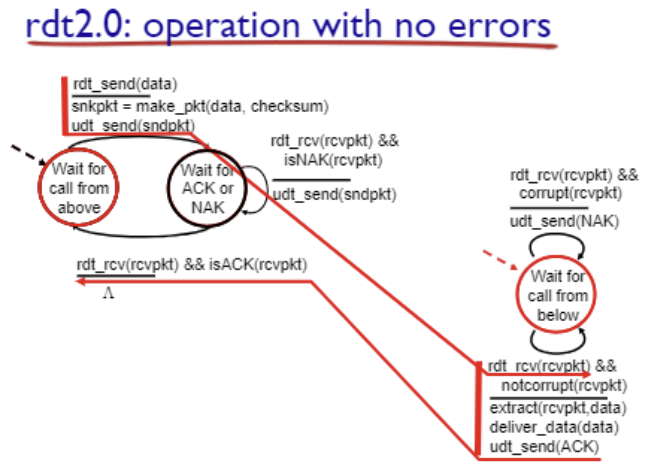 rdt2.0: operation with no errors
rdt_send(data)
snkpkt = make_pkt(data, checksum)
udt_send(sndpkt)
Wait for
call from
above
Wait for
ACK or
NAK
rdt_rcv(rcvpkt) &&
isNAK(rcvpkt)
udt_send(sndpkt)
rdt_rcv(rcvpkt) && isACK(rcvpkt)
Λ
rdt_rcv(rcvpkt) &&
corrupt(rcvpkt)
udt_send(NAK)
Wait for
call from
below
rdt_rcv(rcvpkt) &&
notcorrupt(rcvpkt)
extract(rcvpkt,data)
deliver_data(data)
udt_send(ACK)